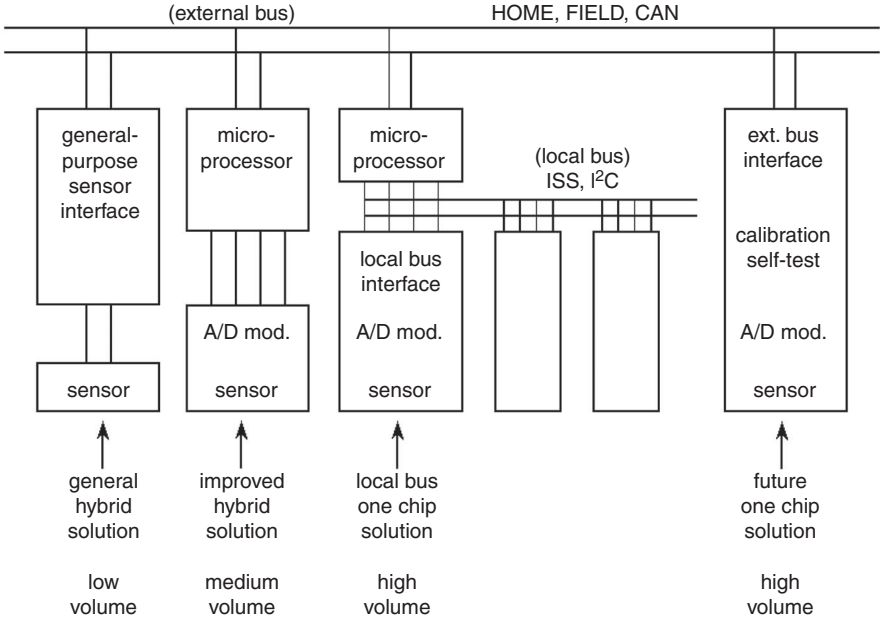 (external bus)
HOME, FIELD, CAN
general-
purpose
sensor
interface
sensor
general
hybrid
solution
low
volume
micro-
processor
A/D mod.
sensor
improved
hybrid
solution
medium
volume
micro-
processor
(local bus)
ISS, I²C
local bus
interface
A/D mod.
sensor
local bus
one chip
solution
high
volume
ext. bus
interface
calibration
self-test
A/D mod.
sensor
future
one chip
solution
high
volume